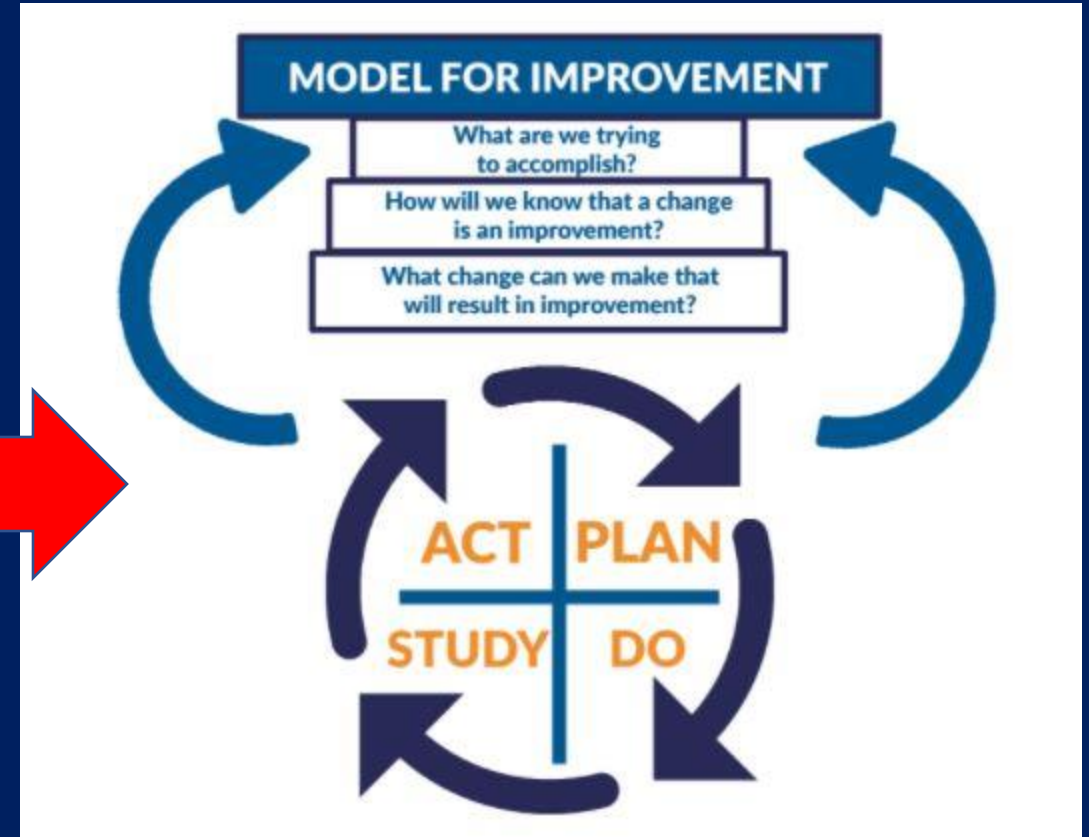 MODEL FOR IMPROVEMENT
What are we trying
to accomplish?
How will we know that a change
is an improvement?
What change can we make that
will result in improvement?
ACT PLAN
STUDY DO